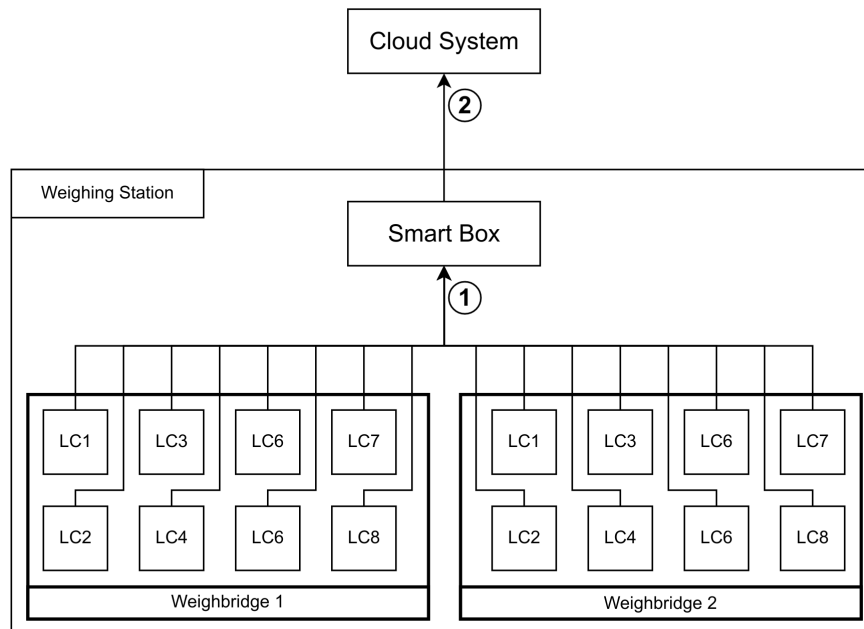 Cloud System
2
Weighing Station
Smart Box
1
LC1 LC3 LC6 LC7 LC1 LC3 LC6 LC7
LC2 LC4 LC6 LC8 LC2 LC4 LC6 LC8
Weighbridge 1 Weighbridge 2